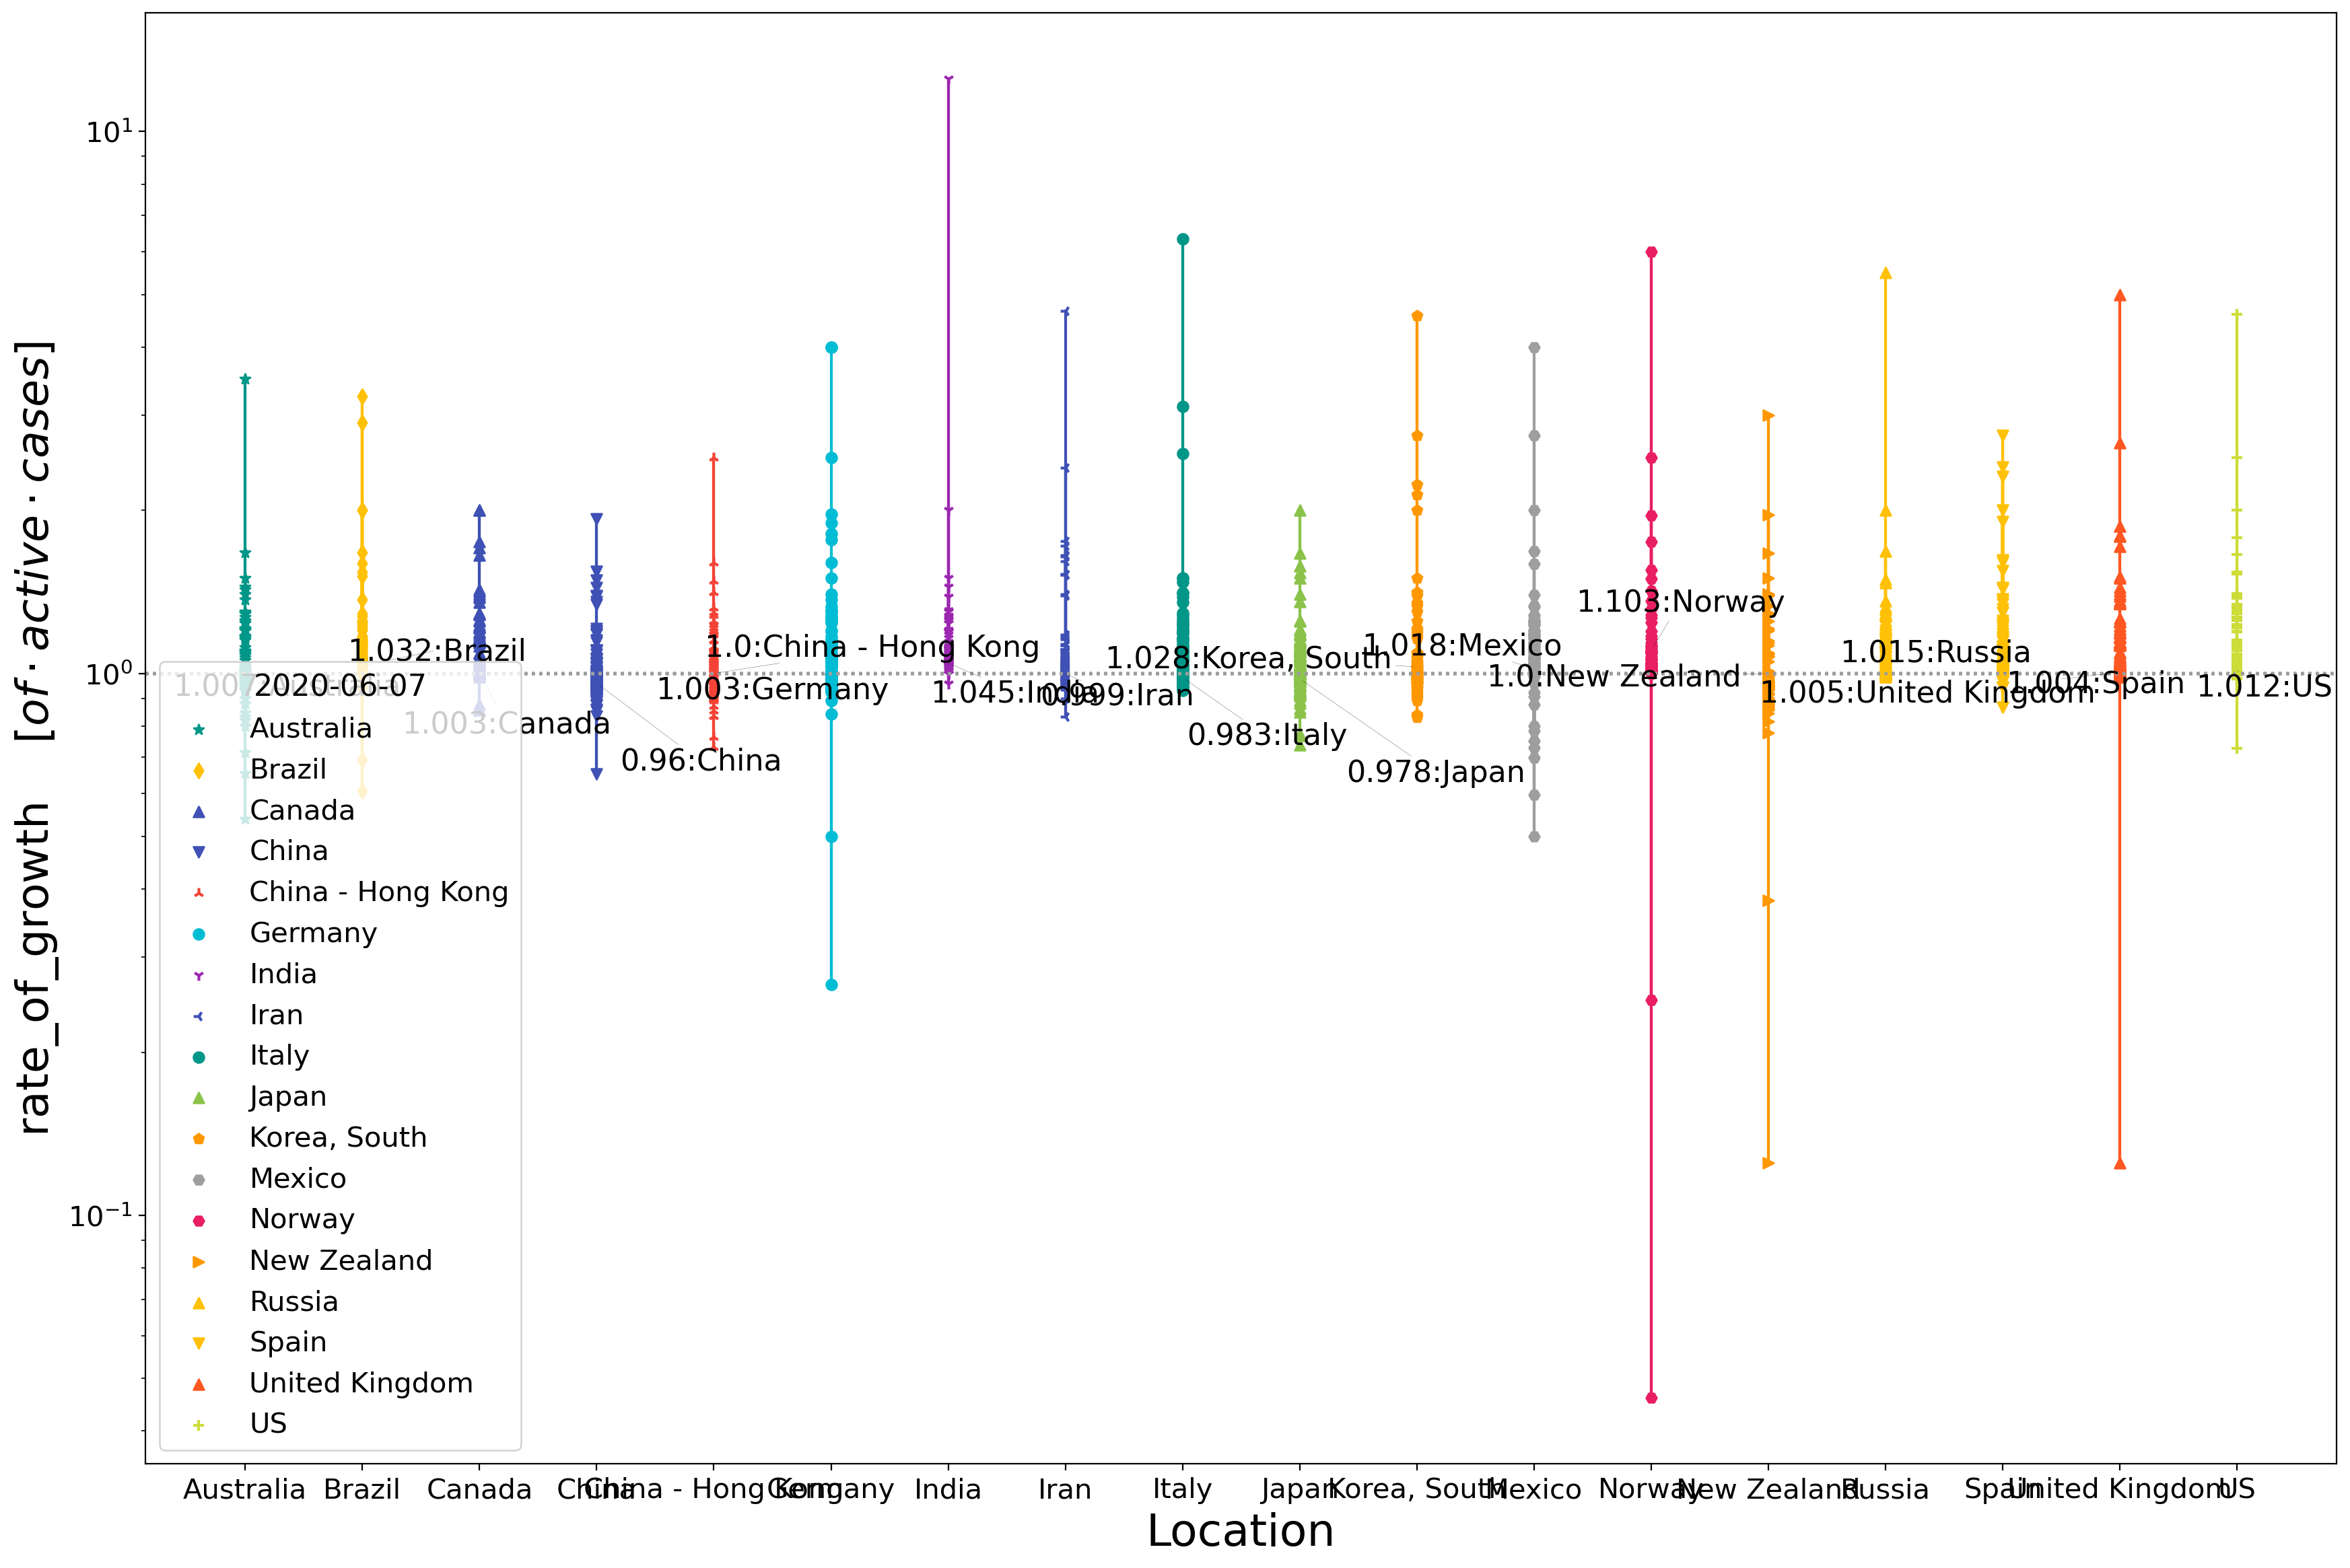 10¹
10⁰
10⁻¹
rate_of_growth [of · active · cases]
1.103:Norway
1.032:Brazil
1.0:China - Hong Kong
1.018:Mexico
1.028:Korea, South
1.015:Russia
1.0:New Zealand
1.007:Australia
1.003:Germany
1.045:India
0.999:Iran
1.005:United Kingdom
1.004:Spain
1.012:US
1.003:Canada
0.983:Italy
0.96:China
0.978:Japan
2020-06-07
Australia
Brazil
Canada
China
China - Hong Kong
Germany
India
Iran
Italy
Japan
Korea, South
Mexico
Norway
New Zealand
Russia
Spain
United Kingdom
US
Australia Brazil Canada China China - Hong Kong Germany India Iran Italy Japan Korea, South Mexico Norway New Zealand Russia Spain United Kingdom US
Location